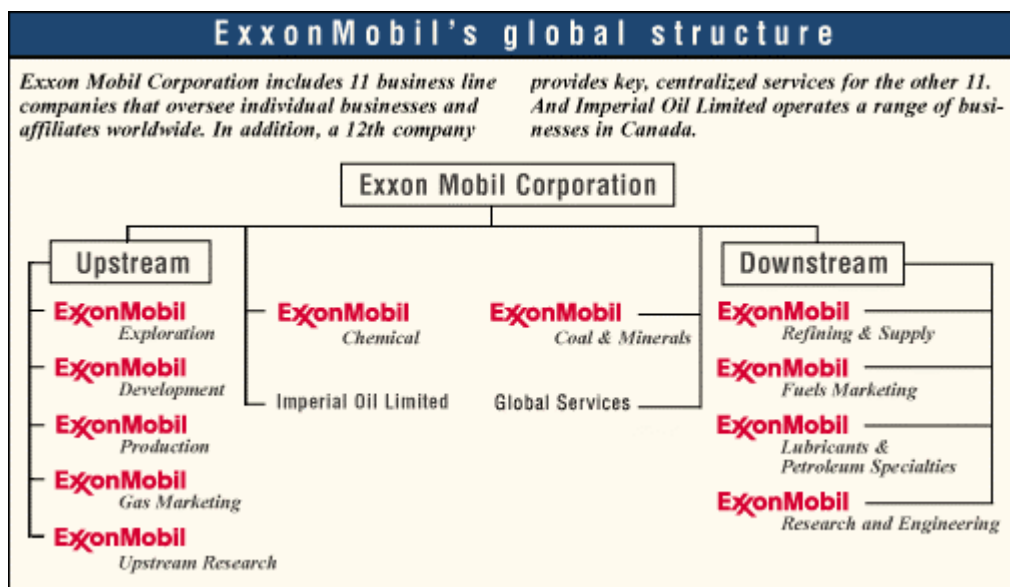 ExxonMobil's global structure
Exxon Mobil Corporation includes 11 business line
companies that oversee individual businesses and
affiliates worldwide. In addition, a 12th company
provides key, centralized services for the other 11.
And Imperial Oil Limited operates a range of busi-
nesses in Canada.
Exxon Mobil Corporation
Upstream
ExxonMobil
Exploration
ExxonMobil
Development
ExxonMobil
Production
ExxonMobil
Gas Marketing
ExxonMobil
Upstream Research
ExxonMobil
Chemical
Imperial Oil Limited
ExxonMobil
Coal & Minerals
Global Services
Downstream
ExxonMobil
Refining & Supply
ExxonMobil
Fuels Marketing
ExxonMobil
Lubricants &
Petroleum Specialties
ExxonMobil
Research and Engineering